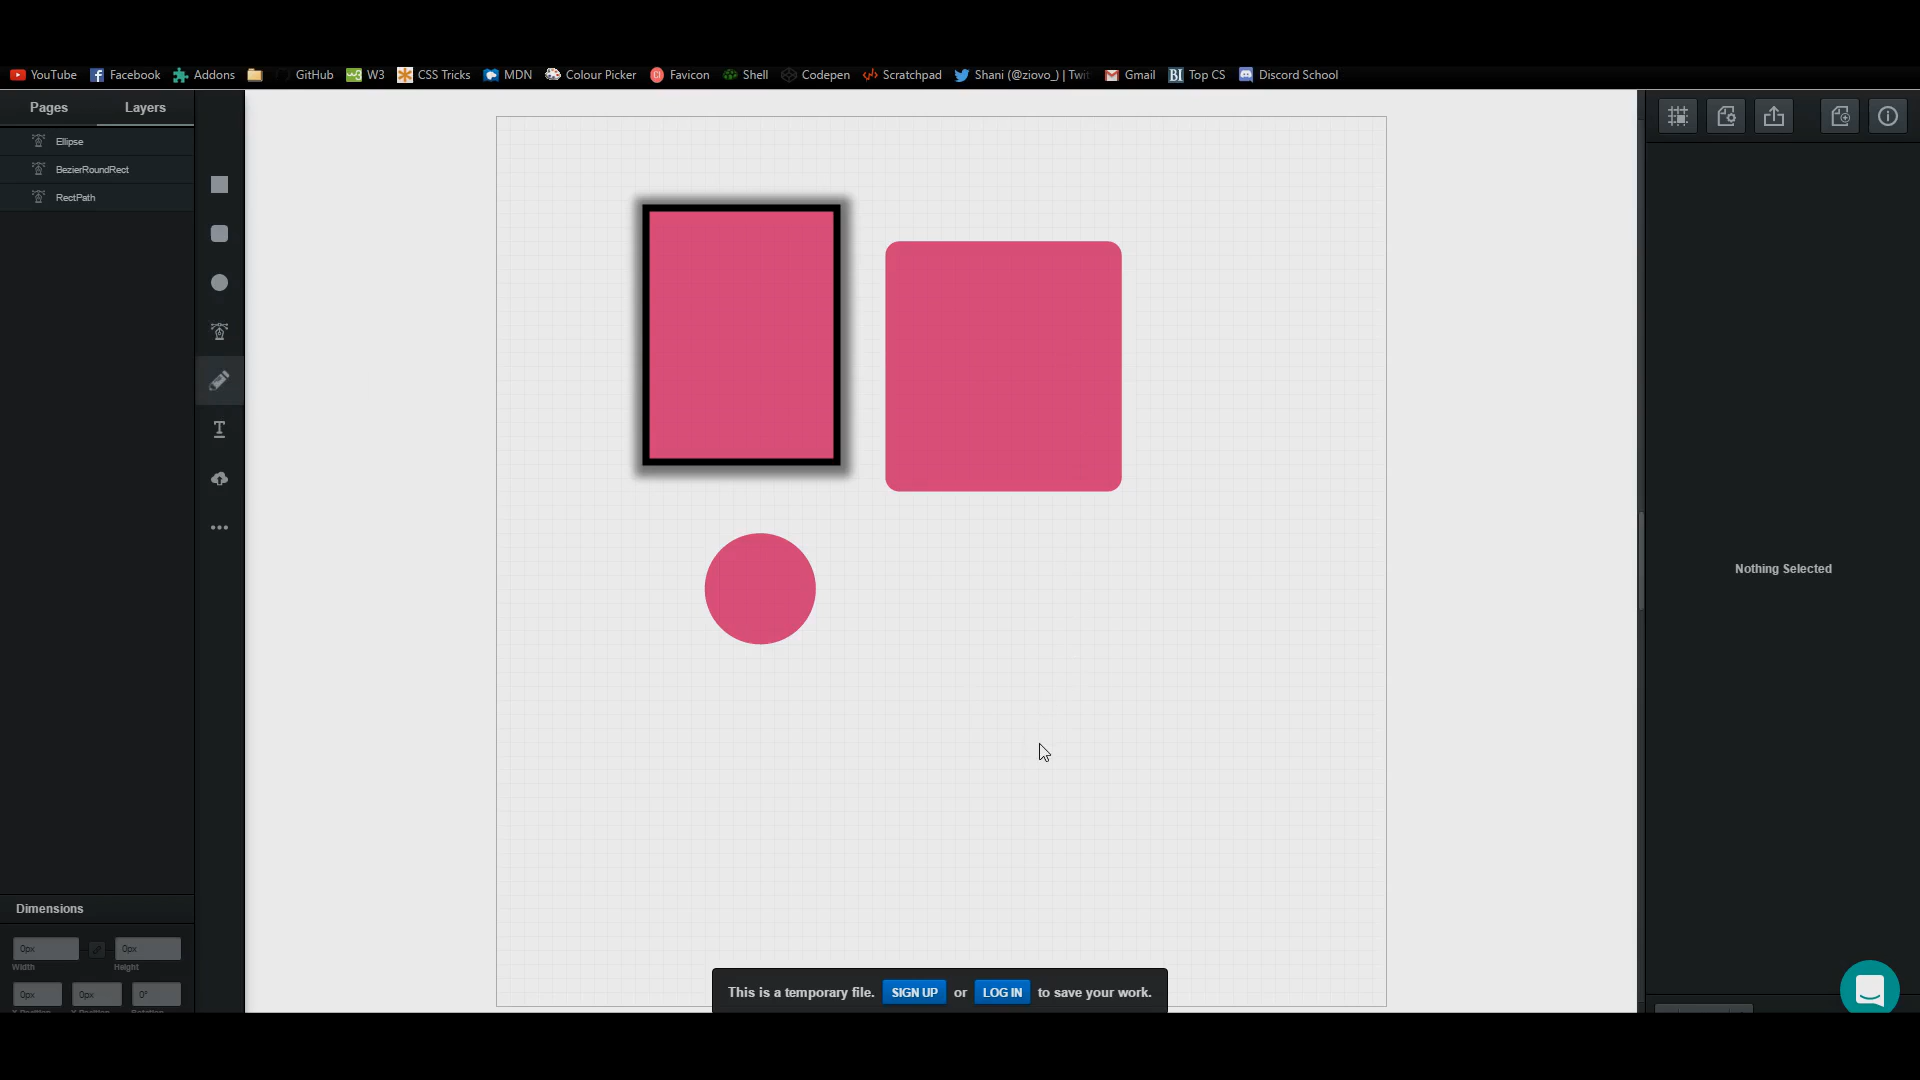 YouTube Facebook Addons GitHub W3 CSS Tricks MDN Colour Picker Favicon Shell Codepen Scratchpad Shani (@ziovo_) | Twit Gmail Top CS Discord School
Pages Layers
Ellipse
BezierRoundRect
RectPath
Nothing Selected
Dimensions
0px 0px
Width Height
0px 0px 0°
This is a temporary file. SIGN UP or LOG IN to save your work.